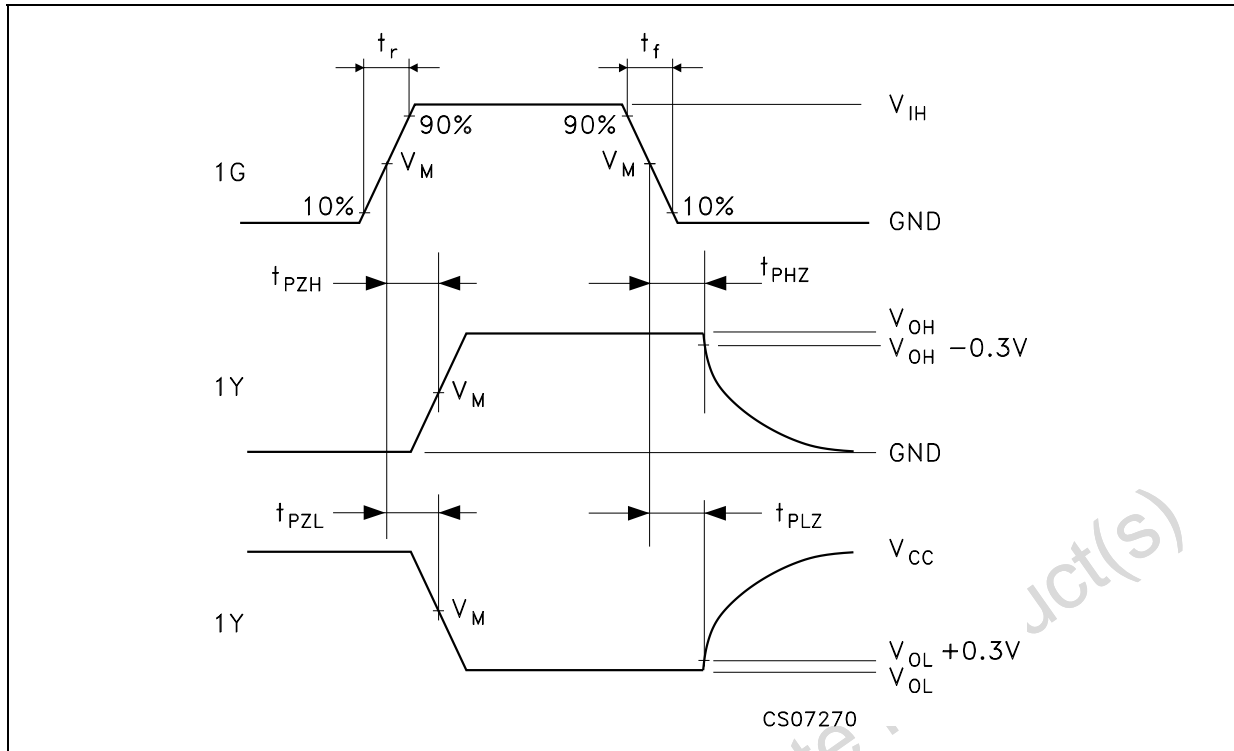 tr tf
VIH
90% 90%
1G VM VM
10% 10%
GND
tPZH tPHZ
VOH
VOH −0.3V
1Y VM
GND
tPZL tPLZ
VCC
1Y VM
VOL +0.3V
VOL
CS07270
uct(s)